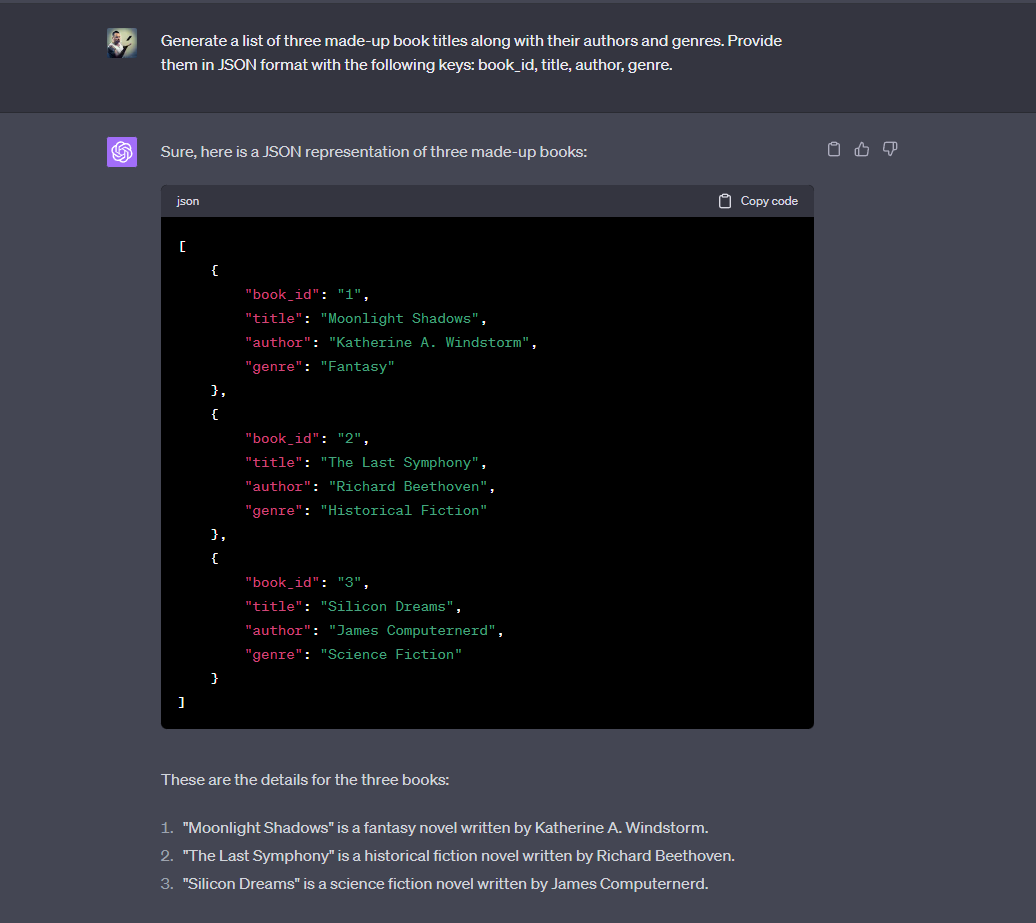 Generate a list of three made-up book titles along with their authors and genres. Provide
them in JSON format with the following keys: book_id, title, author, genre.
Sure, here is a JSON representation of three made-up books:
json
Copy code
[
    {
        "book_id": "1",
        "title": "Moonlight Shadows",
        "author": "Katherine A. Windstorm",
        "genre": "Fantasy"
    },
    {
        "book_id": "2",
        "title": "The Last Symphony",
        "author": "Richard Beethoven",
        "genre": "Historical Fiction"
    },
    {
        "book_id": "3",
        "title": "Silicon Dreams",
        "author": "James Computernerd",
        "genre": "Science Fiction"
    }
]
These are the details for the three books:
1. "Moonlight Shadows" is a fantasy novel written by Katherine A. Windstorm.
2. "The Last Symphony" is a historical fiction novel written by Richard Beethoven.
3. "Silicon Dreams" is a science fiction novel written by James Computernerd.